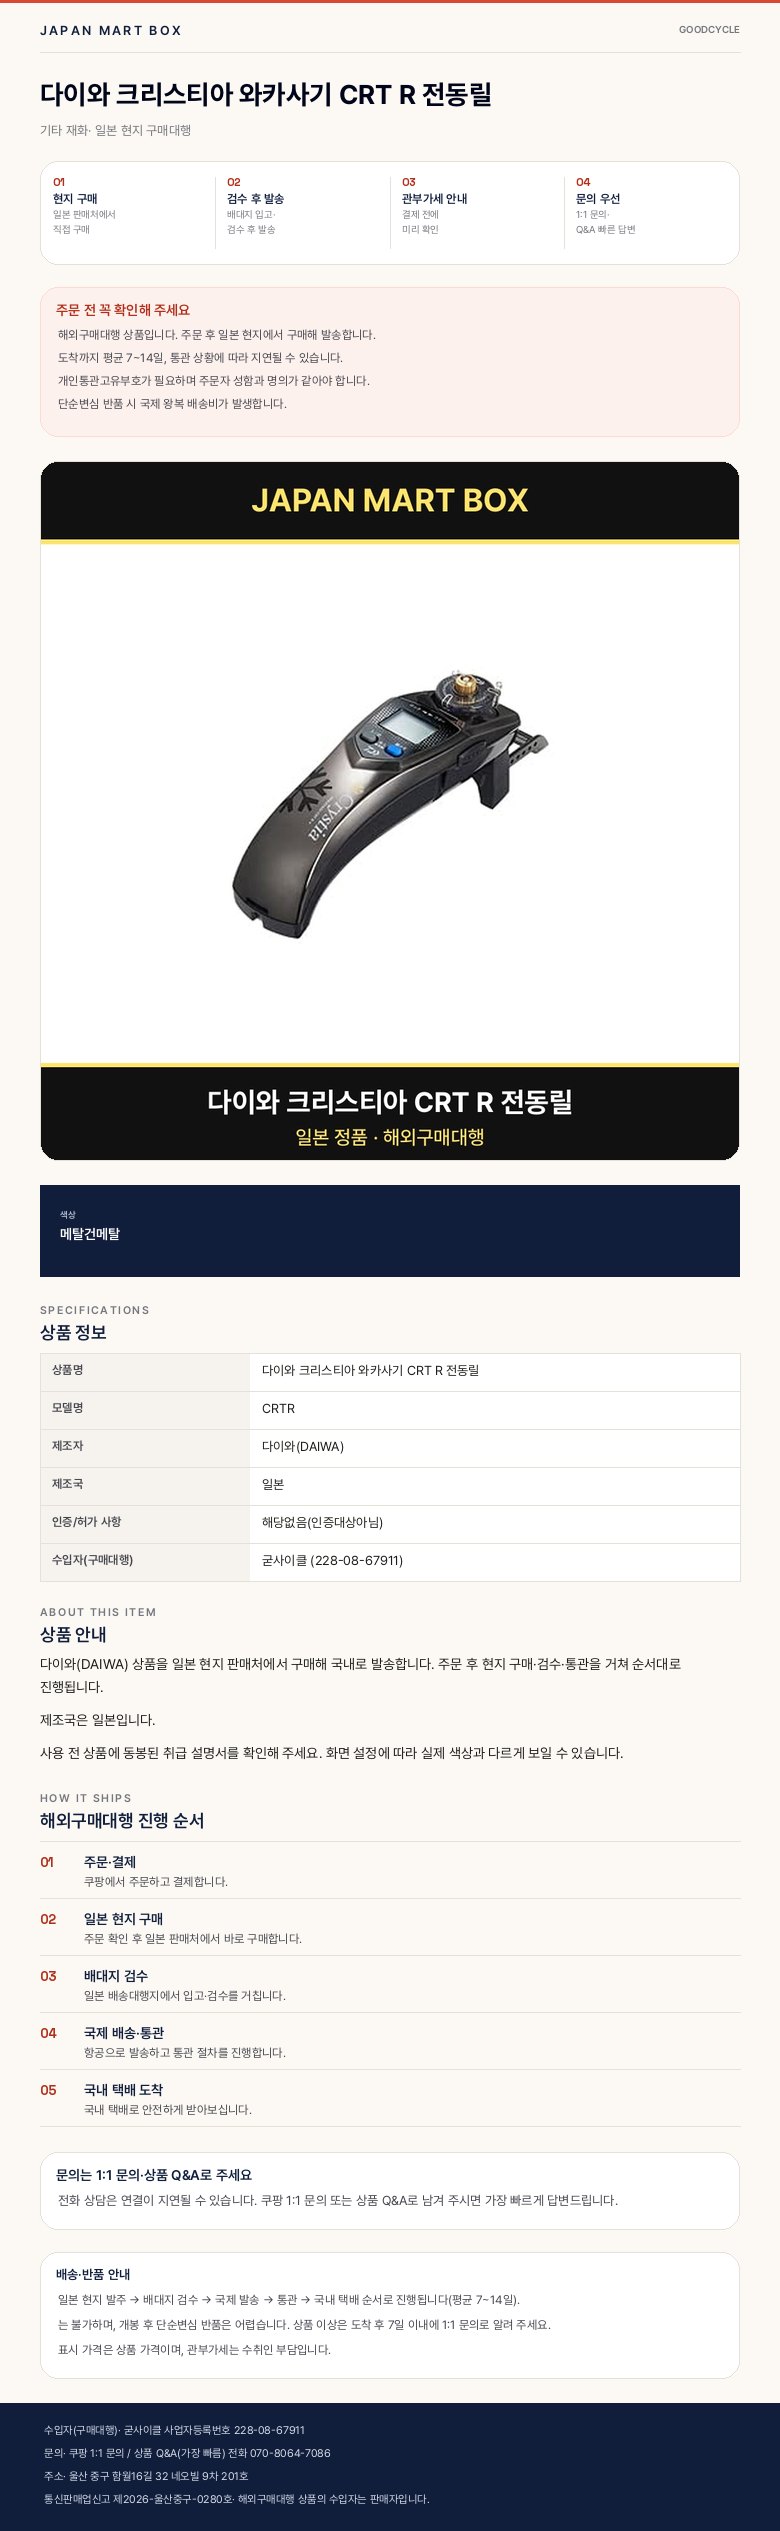 JAPAN MART BOX
GOODCYCLE
다이와 크리스티아 와카사기 CRT R 전동릴
기타 재화· 일본 현지 구매대행
01
현지 구매
일본 판매처에서
직접 구매
02
검수 후 발송
배대지 입고·
검수 후 발송
03
관부가세 안내
결제 전에
미리 확인
04
문의 우선
1:1 문의·
Q&A 빠른 답변
주문 전 꼭 확인해 주세요
해외구매대행 상품입니다. 주문 후 일본 현지에서 구매해 발송합니다.
도착까지 평균 7~14일, 통관 상황에 따라 지연될 수 있습니다.
개인통관고유부호가 필요하며 주문자 성함과 명의가 같아야 합니다.
단순변심 반품 시 국제 왕복 배송비가 발생합니다.
JAPAN MART BOX
Crystia
다이와 크리스티아 CRT R 전동릴
일본 정품 · 해외구매대행
색상
메탈건메탈
SPECIFICATIONS
상품 정보
상품명 다이와 크리스티아 와카사기 CRT R 전동릴
모델명 CRTR
제조자 다이와(DAIWA)
제조국 일본
인증/허가 사항 해당없음(인증대상아님)
수입자(구매대행) 굳사이클 (228-08-67911)
ABOUT THIS ITEM
상품 안내
다이와(DAIWA) 상품을 일본 현지 판매처에서 구매해 국내로 발송합니다. 주문 후 현지 구매·검수·통관을 거쳐 순서대로
진행됩니다.
제조국은 일본입니다.
사용 전 상품에 동봉된 취급 설명서를 확인해 주세요. 화면 설정에 따라 실제 색상과 다르게 보일 수 있습니다.
HOW IT SHIPS
해외구매대행 진행 순서
01 주문·결제
쿠팡에서 주문하고 결제합니다.
02 일본 현지 구매
주문 확인 후 일본 판매처에서 바로 구매합니다.
03 배대지 검수
일본 배송대행지에서 입고·검수를 거칩니다.
04 국제 배송·통관
항공으로 발송하고 통관 절차를 진행합니다.
05 국내 택배 도착
국내 택배로 안전하게 받아보십니다.
문의는 1:1 문의·상품 Q&A로 주세요
전화 상담은 연결이 지연될 수 있습니다. 쿠팡 1:1 문의 또는 상품 Q&A로 남겨 주시면 가장 빠르게 답변드립니다.
배송·반품 안내
일본 현지 발주 → 배대지 검수 → 국제 발송 → 통관 → 국내 택배 순서로 진행됩니다(평균 7~14일).
는 불가하며, 개봉 후 단순변심 반품은 어렵습니다. 상품 이상은 도착 후 7일 이내에 1:1 문의로 알려 주세요.
표시 가격은 상품 가격이며, 관부가세는 수취인 부담입니다.
수입자(구매대행)· 굳사이클 사업자등록번호 228-08-67911
문의· 쿠팡 1:1 문의 / 상품 Q&A(가장 빠름) 전화 070-8064-7086
주소· 울산 중구 함월16길 32 네오빌 9차 201호
통신판매업신고 제2026-울산중구-0280호· 해외구매대행 상품의 수입자는 판매자입니다.